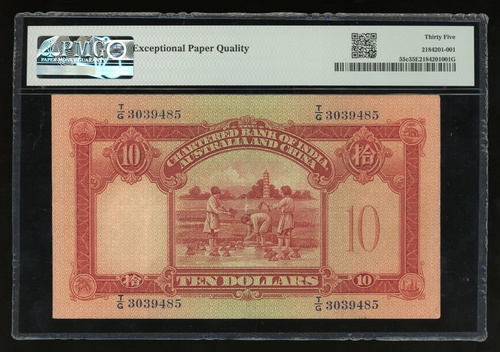 PMG
PAPER MONEY GUARANTY
Exceptional Paper Quality
Thirty Five
2184201-001
55c35E2184201001G
T/G 3039485
T/G 3039485
CHARTERED BANK OF INDIA
AUSTRALIA AND CHINA
10
拾
10
拾
TEN DOLLARS
10
T/G 3039485
T/G 3039485